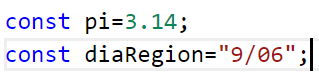 const pi=3.14;
const diaRegion="9/06";